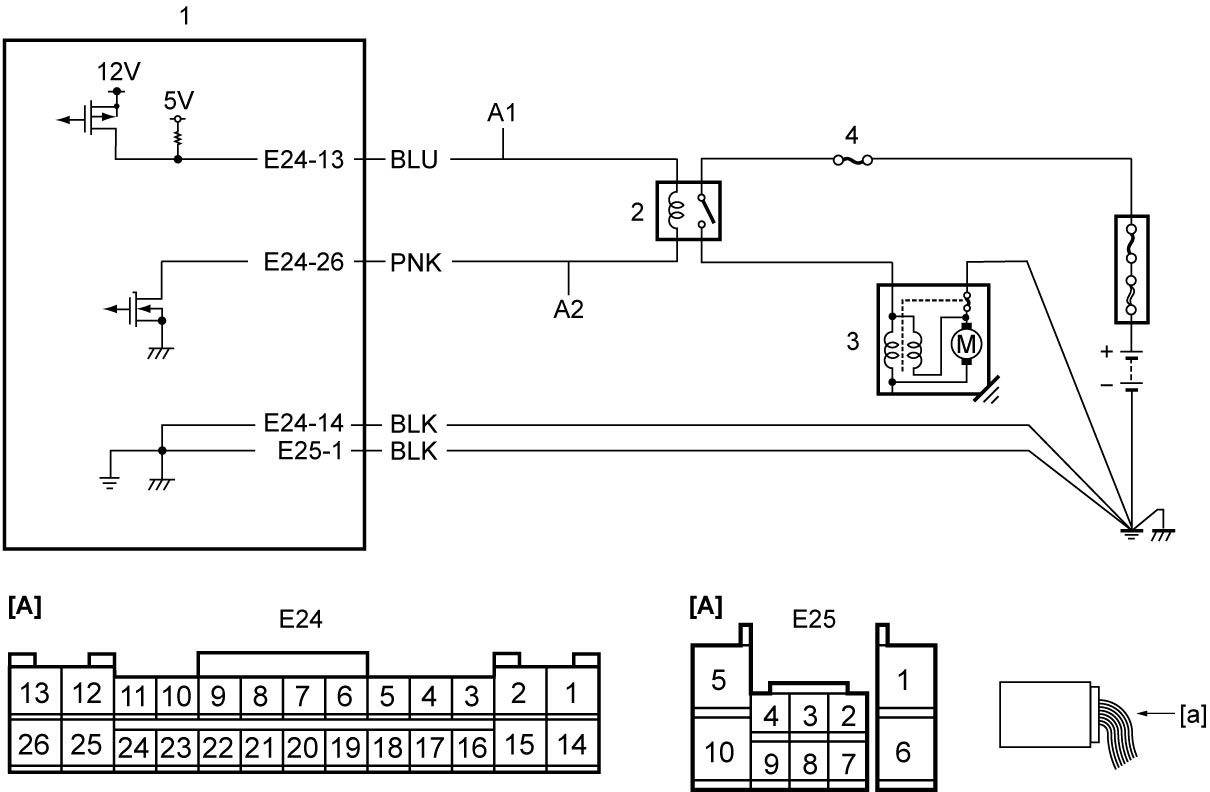 1
12V
5V
A1
4
E24-13 BLU
2
E24-26 PNK
A2
3
M
+
−
E24-14 BLK
E25-1 BLK
[A]
E24
13 12 11 10 9 8 7 6 5 4 3 2 1
26 25 24 23 22 21 20 19 18 17 16 15 14
[A]
E25
5 4 3 2 1
10 9 8 7 6
[a]